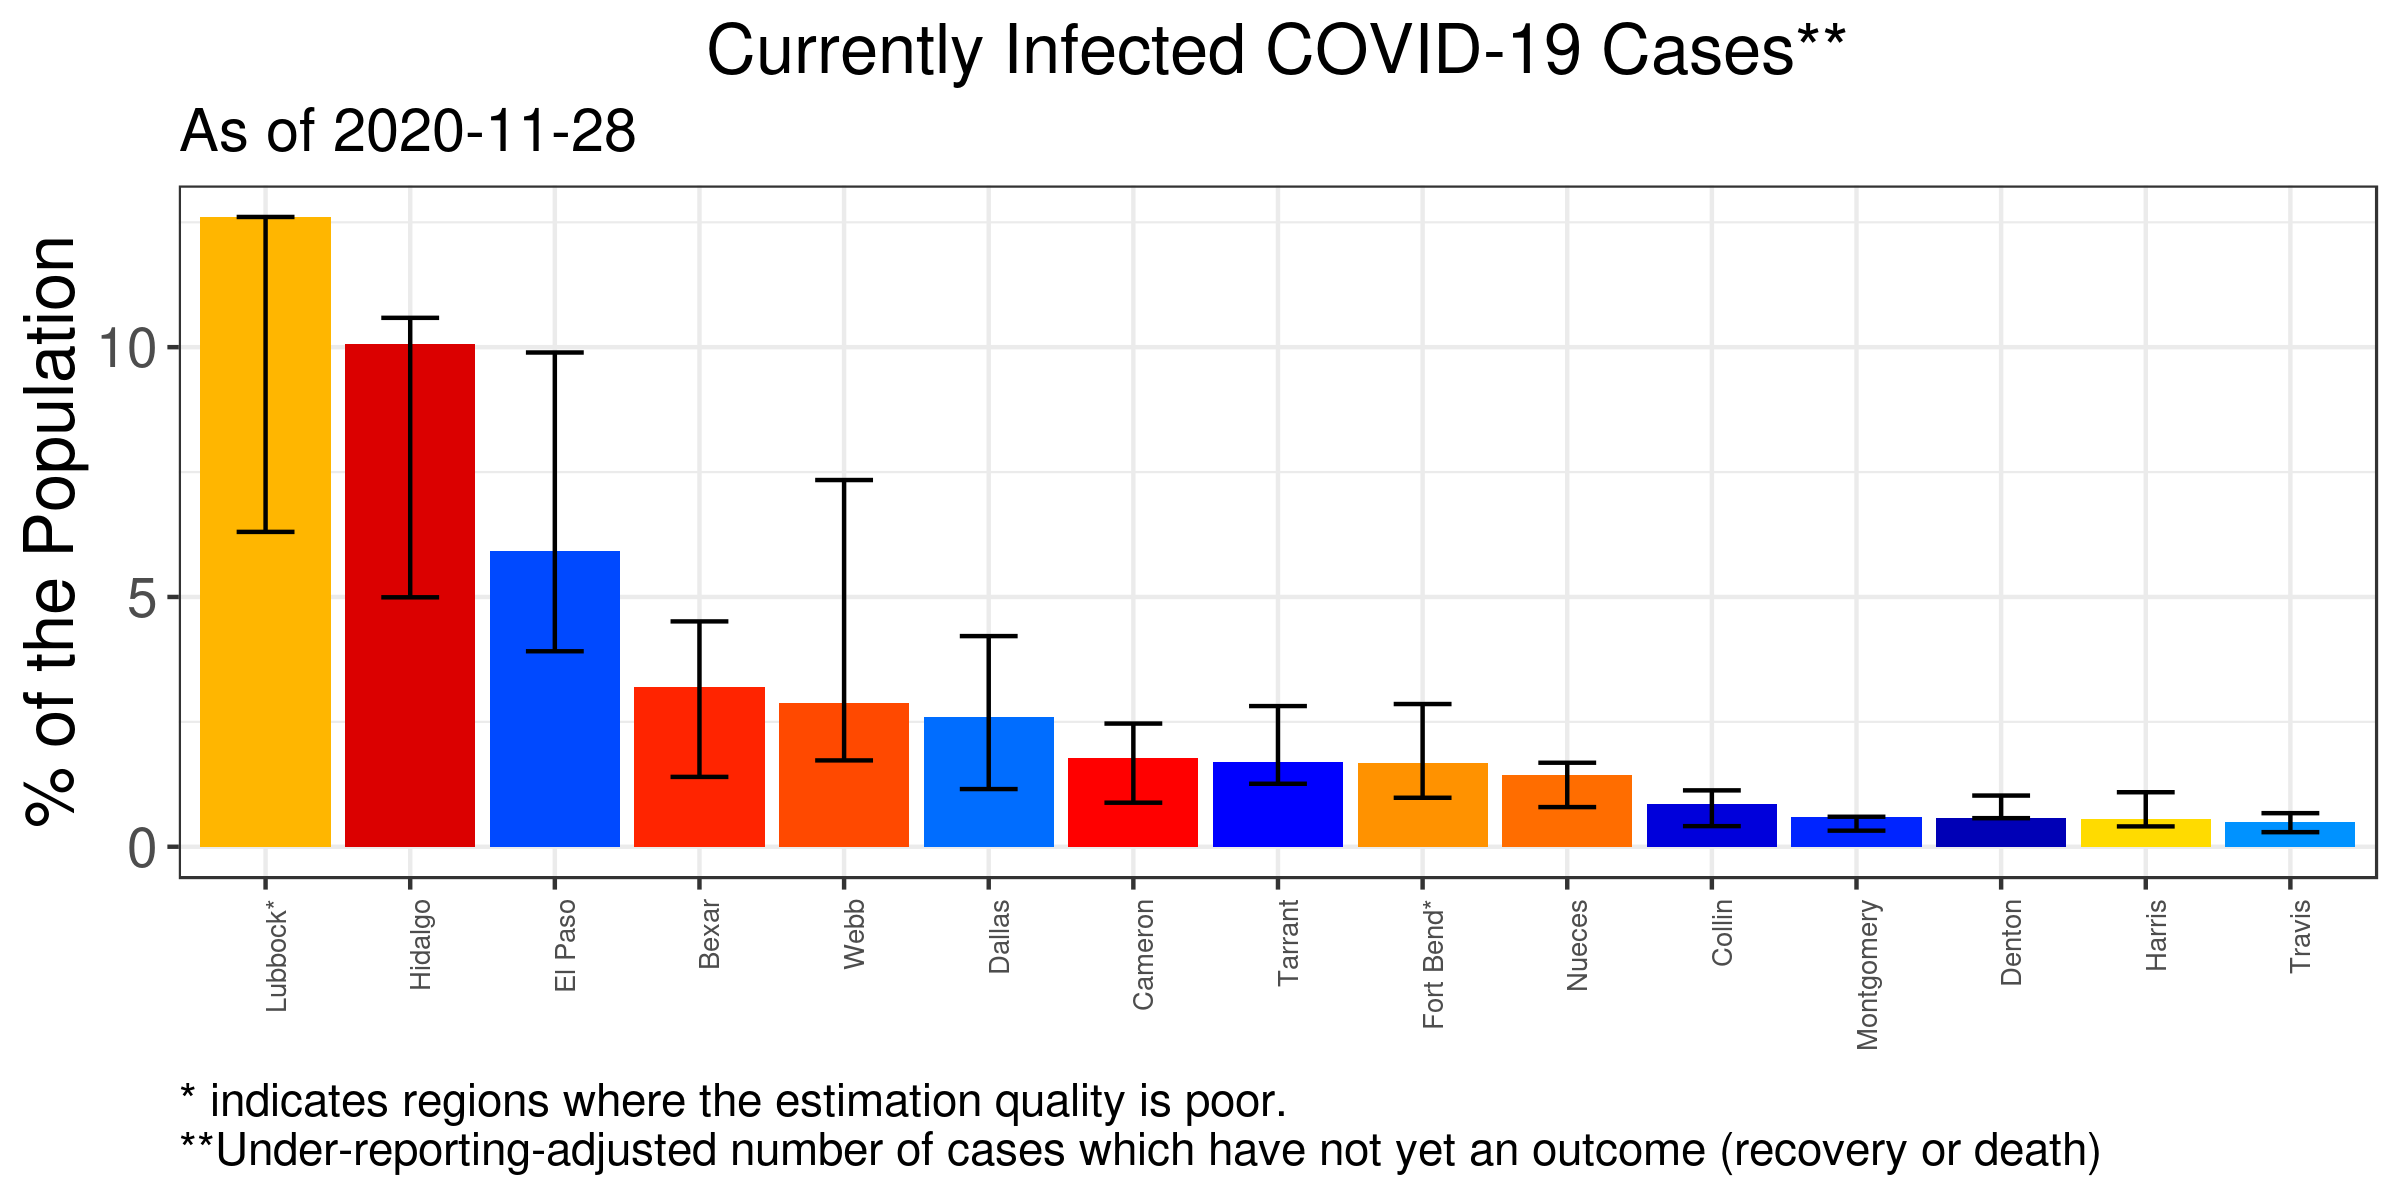 Currently Infected COVID-19 Cases**
As of 2020-11-28
% of the Population
10
5
0
Lubbock*
Hidalgo
El Paso
Bexar
Webb
Dallas
Cameron
Tarrant
Fort Bend*
Nueces
Collin
Montgomery
Denton
Harris
Travis
* indicates regions where the estimation quality is poor.
**Under-reporting-adjusted number of cases which have not yet an outcome (recovery or death)